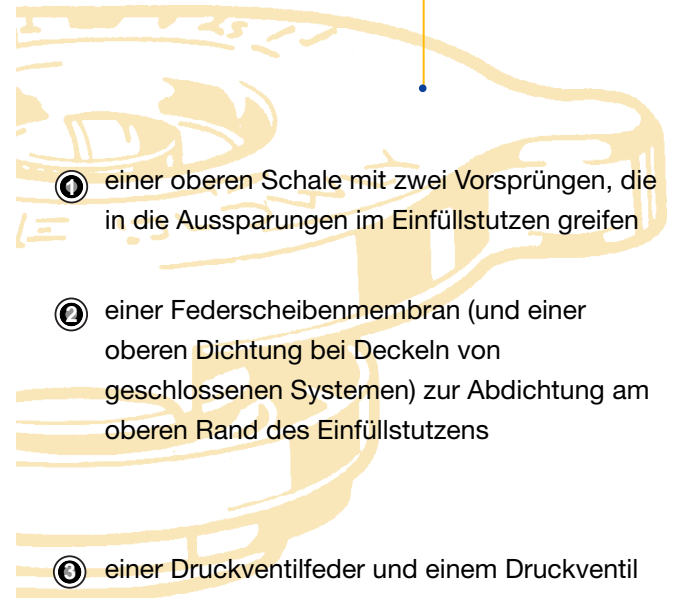 1 einer oberen Schale mit zwei Vorsprüngen, die
in die Aussparungen im Einfüllstutzen greifen
2 einer Federscheibenmembran (und einer
oberen Dichtung bei Deckeln von
geschlossenen Systemen) zur Abdichtung am
oberen Rand des Einfüllstutzens
3 einer Druckventilfeder und einem Druckventil